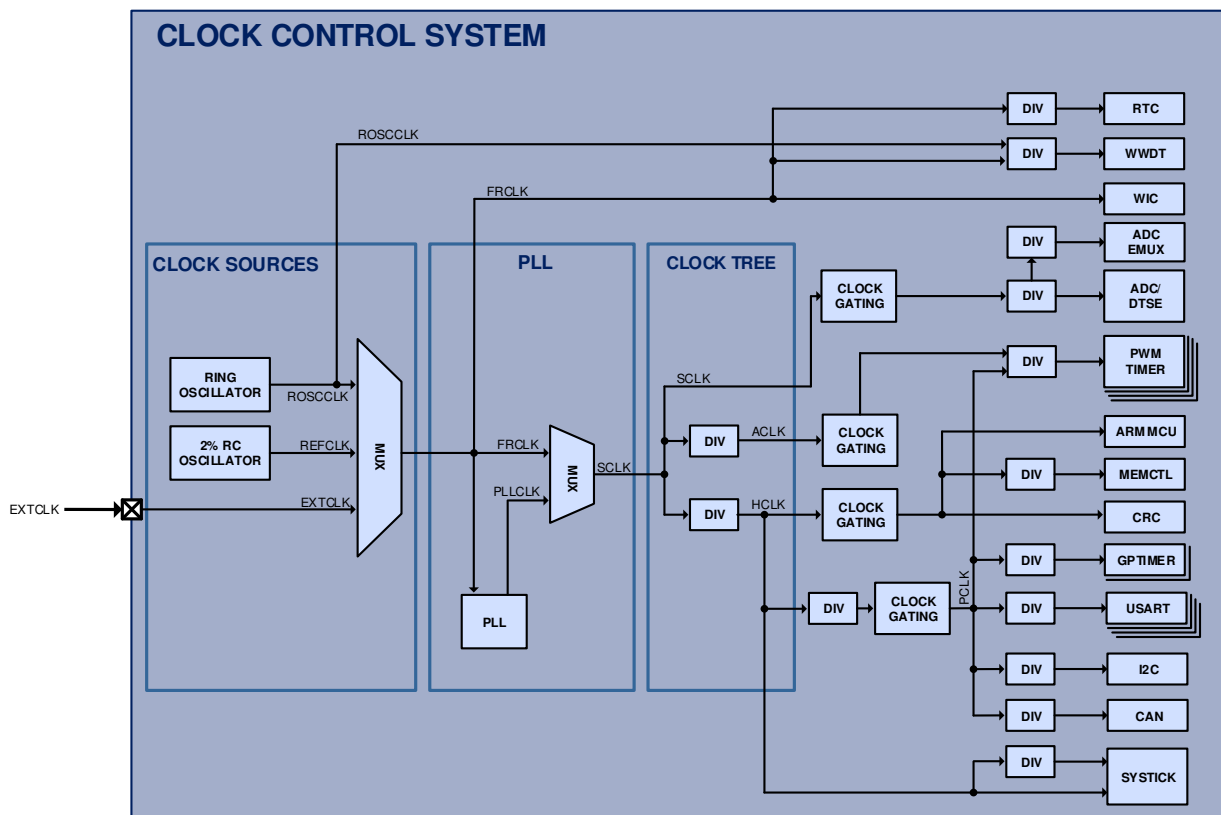 CLOCK CONTROL SYSTEM
DIV
RTC
ROSCCLK
DIV
WWDT
FRCLK
WIC
CLOCK SOURCES
PLL
CLOCK TREE
DIV
ADC
EMUX
CLOCK
GATING
DIV
ADC/
DTSE
RING
OSCILLATOR
ROSCCLK
SCLK
DIV
PWM
TIMER
2% RC
OSCILLATOR
REFCLK
MUX
FRCLK
MUX
SCLK
DIV
ACLK
CLOCK
GATING
ARM MCU
DIV
MEMCTL
EXTCLK
EXTCLK
PLLCLK
DIV
HCLK
CLOCK
GATING
CRC
DIV
GPTIMER
PLL
DIV
CLOCK
GATING
PCLK
DIV
USART
DIV
I2C
DIV
CAN
DIV
SYSTICK